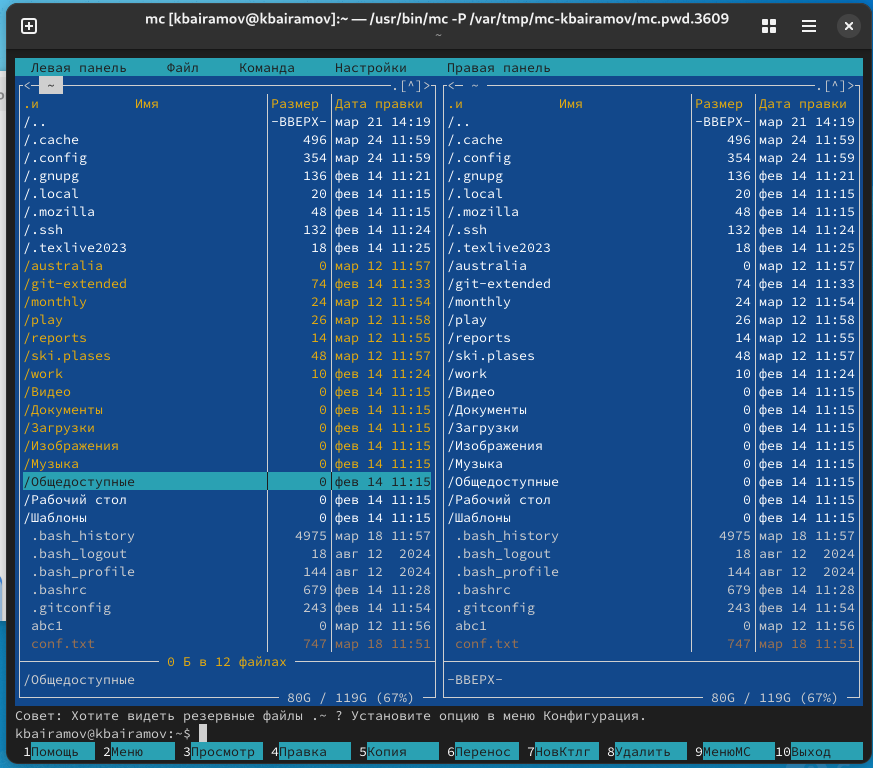 mc [kbairamov@kbairamov]:~ — /usr/bin/mc -P /var/tmp/mc-kbairamov/mc.pwd.3609
~
Левая панель Файл Команда Настройки Правая панель
<─ ~ .[^]> <─ ~ .[^]>
.и Имя Размер Дата правки .и Имя Размер Дата правки
/.. -ВВЕРХ- мар 21 14:19 /.. -ВВЕРХ- мар 21 14:19
/.cache 496 мар 24 11:59 /.cache 496 мар 24 11:59
/.config 354 мар 24 11:59 /.config 354 мар 24 11:59
/.gnupg 136 фев 14 11:21 /.gnupg 136 фев 14 11:21
/.local 20 фев 14 11:15 /.local 20 фев 14 11:15
/.mozilla 48 фев 14 11:15 /.mozilla 48 фев 14 11:15
/.ssh 132 фев 14 11:24 /.ssh 132 фев 14 11:24
/.texlive2023 18 фев 14 11:25 /.texlive2023 18 фев 14 11:25
/australia 0 мар 12 11:57 /australia 0 мар 12 11:57
/git-extended 74 фев 14 11:33 /git-extended 74 фев 14 11:33
/monthly 24 мар 12 11:54 /monthly 24 мар 12 11:54
/play 26 мар 12 11:58 /play 26 мар 12 11:58
/reports 14 мар 12 11:55 /reports 14 мар 12 11:55
/ski.plases 48 мар 12 11:57 /ski.plases 48 мар 12 11:57
/work 10 фев 14 11:24 /work 10 фев 14 11:24
/Видео 0 фев 14 11:15 /Видео 0 фев 14 11:15
/Документы 0 фев 14 11:15 /Документы 0 фев 14 11:15
/Загрузки 0 фев 14 11:15 /Загрузки 0 фев 14 11:15
/Изображения 0 фев 14 11:15 /Изображения 0 фев 14 11:15
/Музыка 0 фев 14 11:15 /Музыка 0 фев 14 11:15
/Общедоступные 0 фев 14 11:15 /Общедоступные 0 фев 14 11:15
/Рабочий стол 0 фев 14 11:15 /Рабочий стол 0 фев 14 11:15
/Шаблоны 0 фев 14 11:15 /Шаблоны 0 фев 14 11:15
.bash_history 4975 мар 18 11:57 .bash_history 4975 мар 18 11:57
.bash_logout 18 авг 12 2024 .bash_logout 18 авг 12 2024
.bash_profile 144 авг 12 2024 .bash_profile 144 авг 12 2024
.bashrc 679 фев 14 11:28 .bashrc 679 фев 14 11:28
.gitconfig 243 фев 14 11:54 .gitconfig 243 фев 14 11:54
abc1 0 мар 12 11:56 abc1 0 мар 12 11:56
conf.txt 747 мар 18 11:51 conf.txt 747 мар 18 11:51
0 Б в 12 файлах
/Общедоступные -ВВЕРХ-
80G / 119G (67%) 80G / 119G (67%)
Совет: Хотите видеть резервные файлы .~ ? Установите опцию в меню Конфигурация.
kbairamov@kbairamov:~$
1Помощь 2Меню 3Просмотр 4Правка 5Копия 6Перенос 7НовКтлг 8Удалить 9МенюMC 10Выход